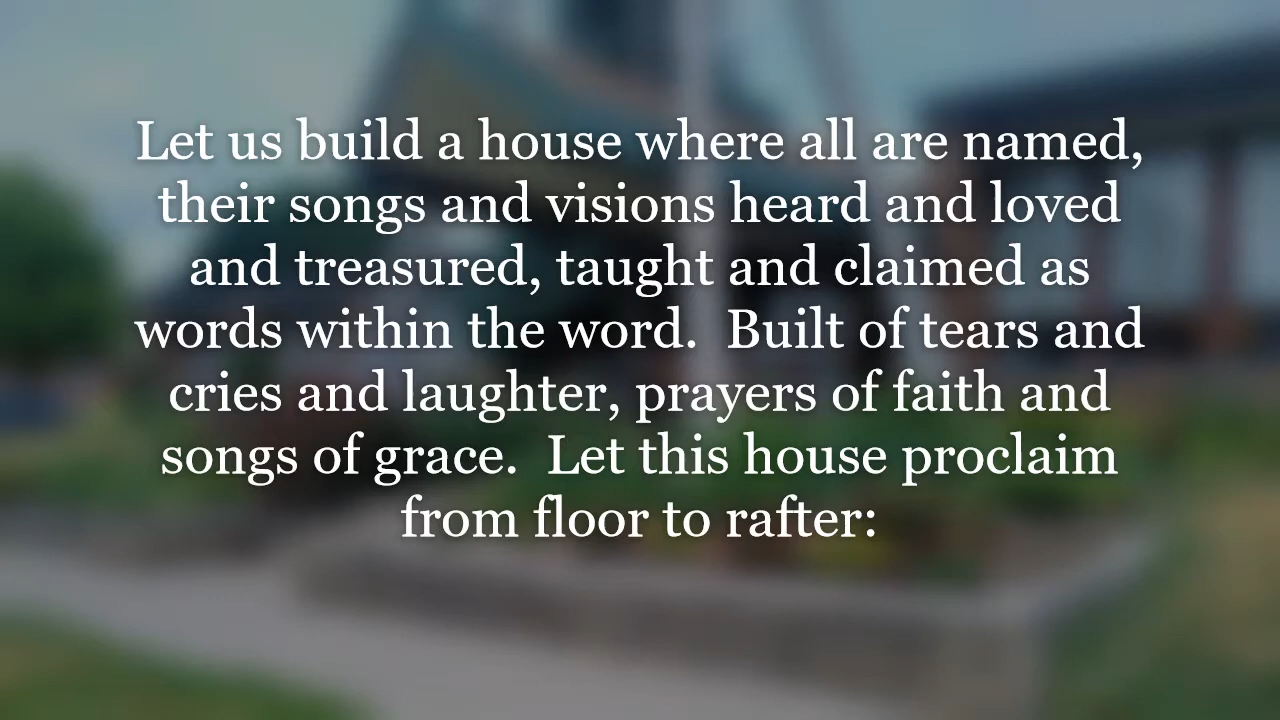 Let us build a house where all are named,
their songs and visions heard and loved
and treasured, taught and claimed as
words within the word.  Built of tears and
cries and laughter, prayers of faith and
songs of grace.  Let this house proclaim
from floor to rafter: